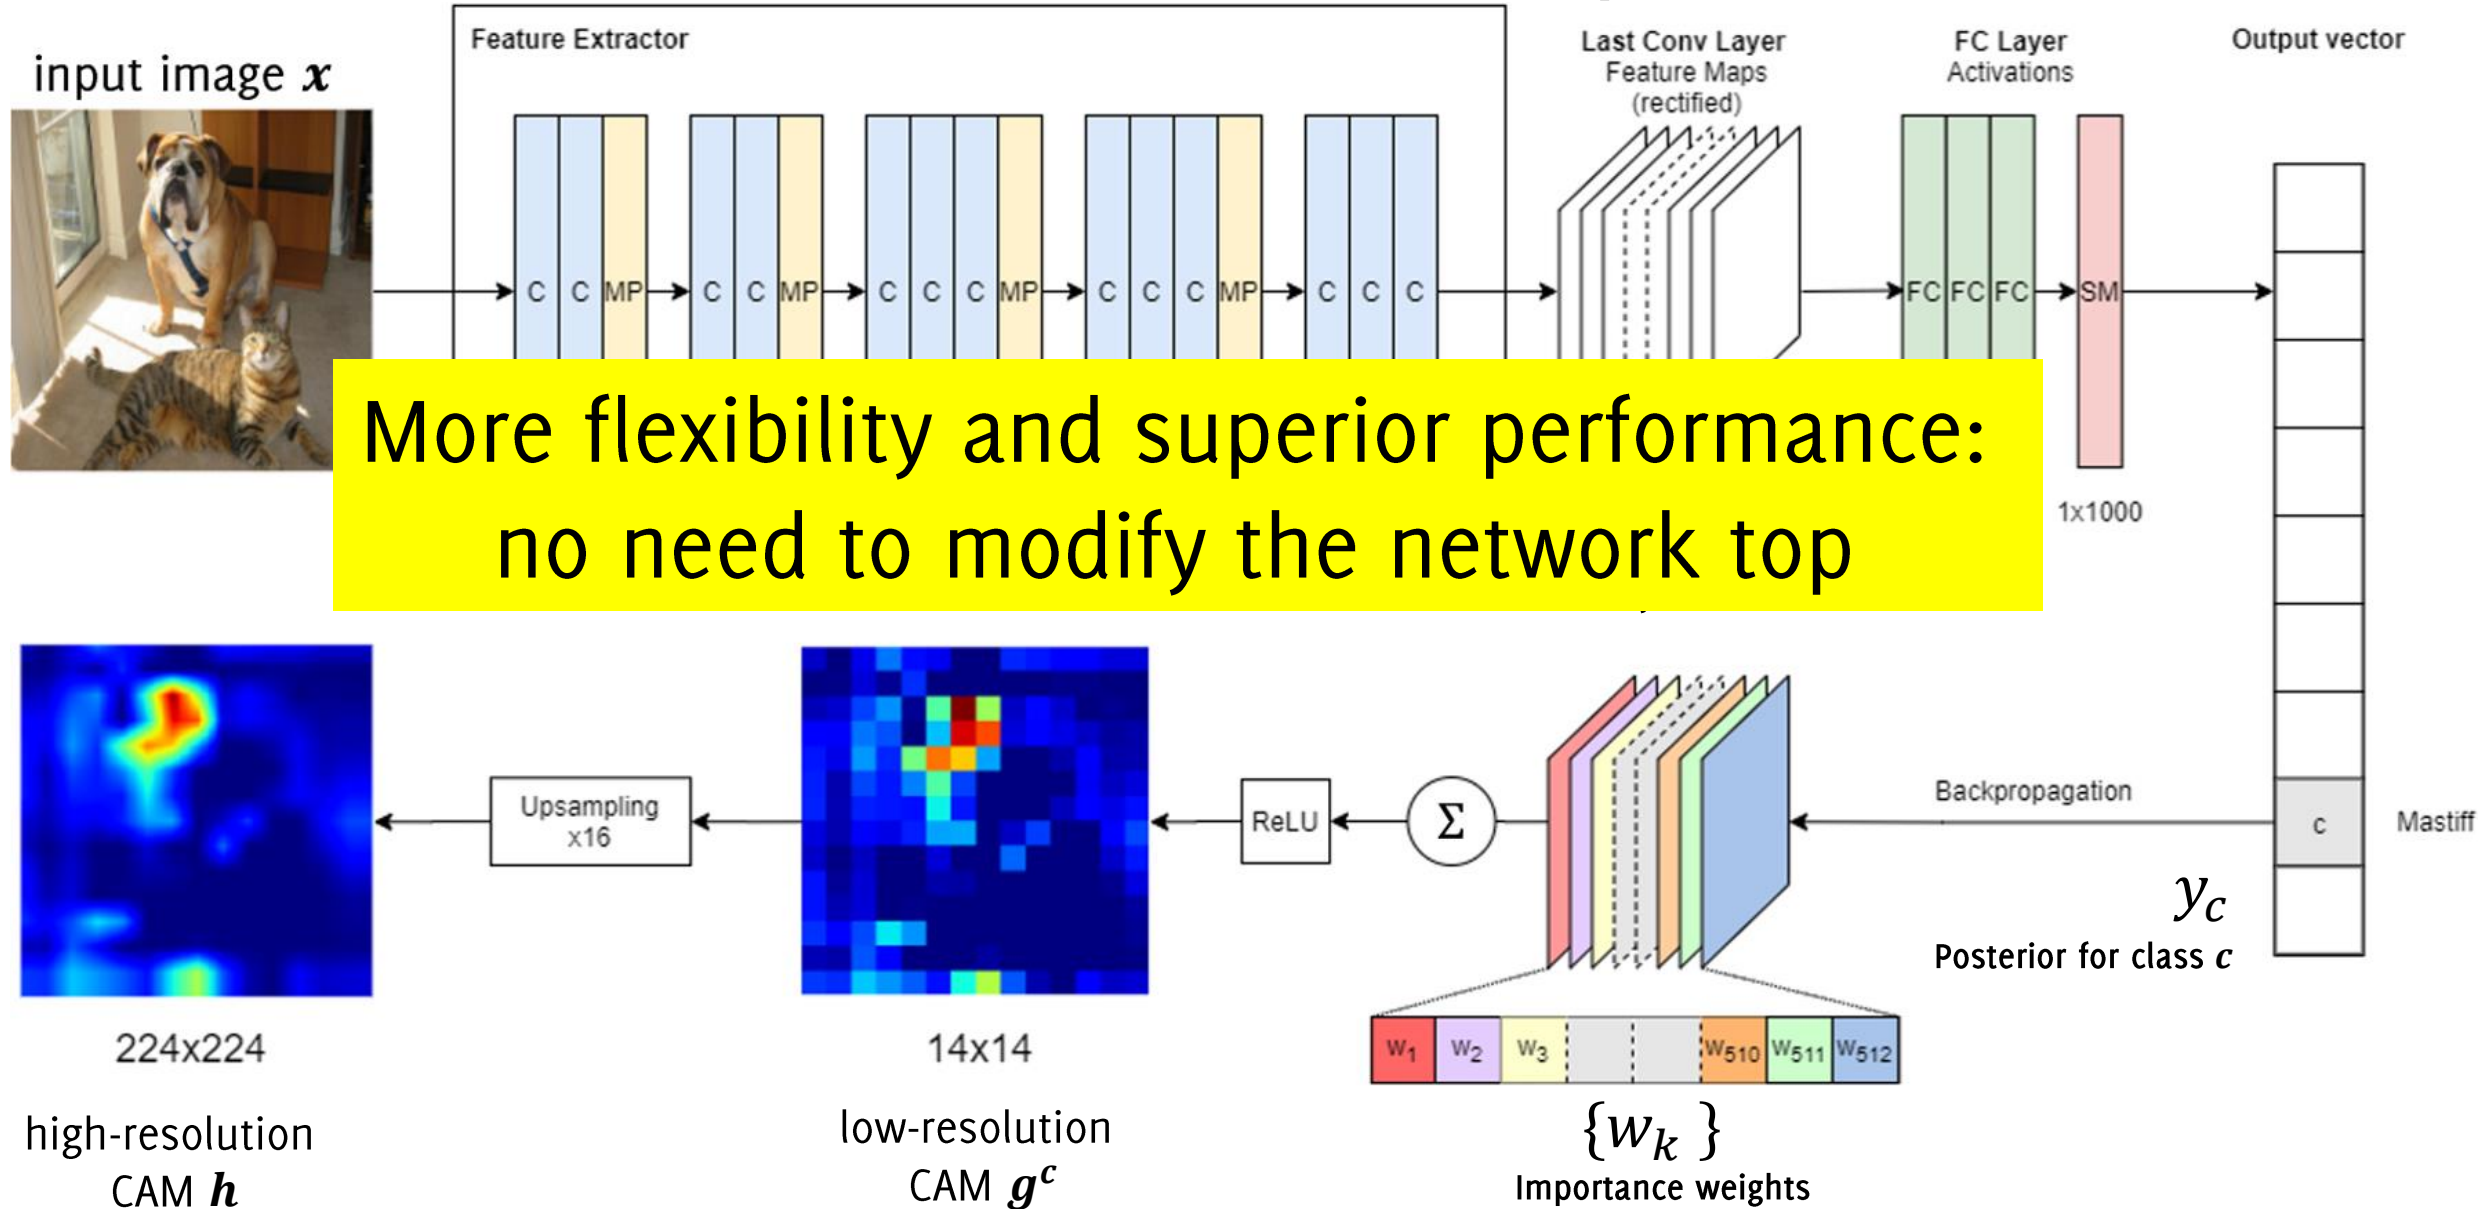 Feature Extractor
input image x
Last Conv Layer
Feature Maps
(rectified)
FC Layer
Activations
Output vector
C C MP C C MP C C C MP C C C MP C C C FC FC FC SM
More flexibility and superior performance:
no need to modify the network top
1x1000
Upsampling
x16
ReLU
Σ
Backpropagation
c
Mastiff
y_c
Posterior for class c
224x224
14x14
w1 w2 w3 w510 w511 w512
high-resolution
CAM h
low-resolution
CAM g^c
{w_k}
Importance weights